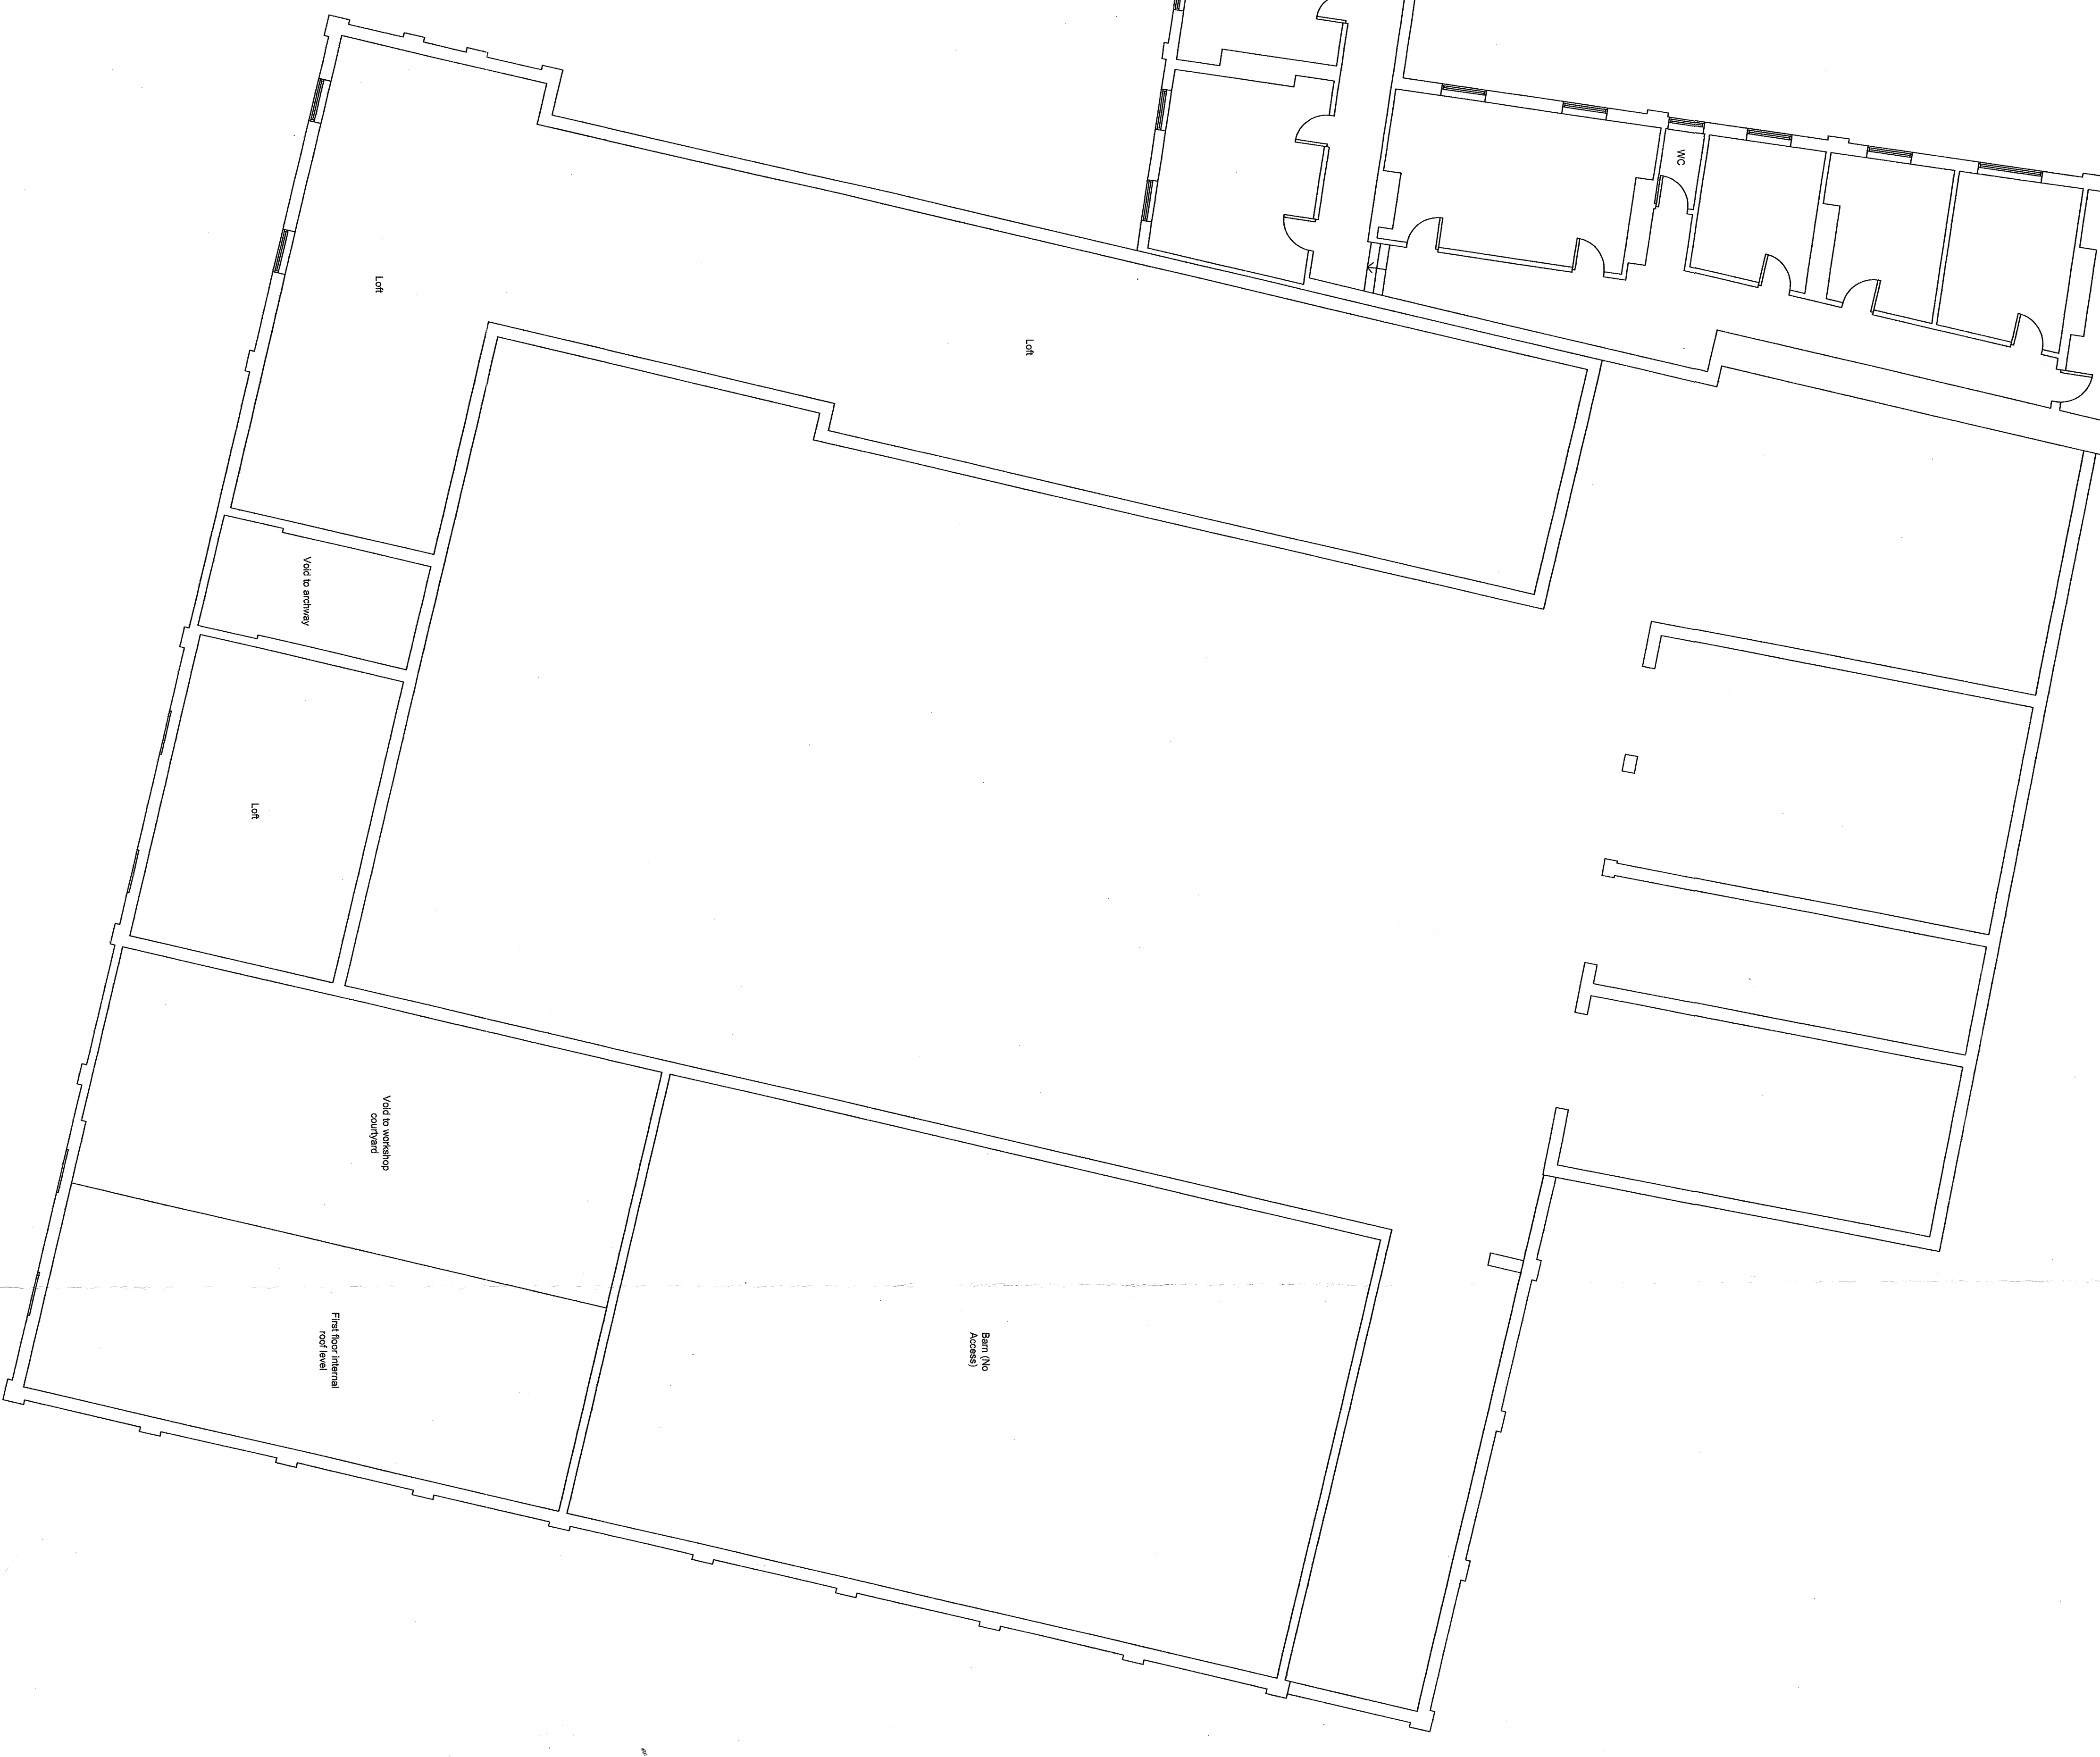 WC
Loft
Loft
Void to archway
Loft
Void to workshop
courtyard
First floor internal
roof level
Barn (No
Access)